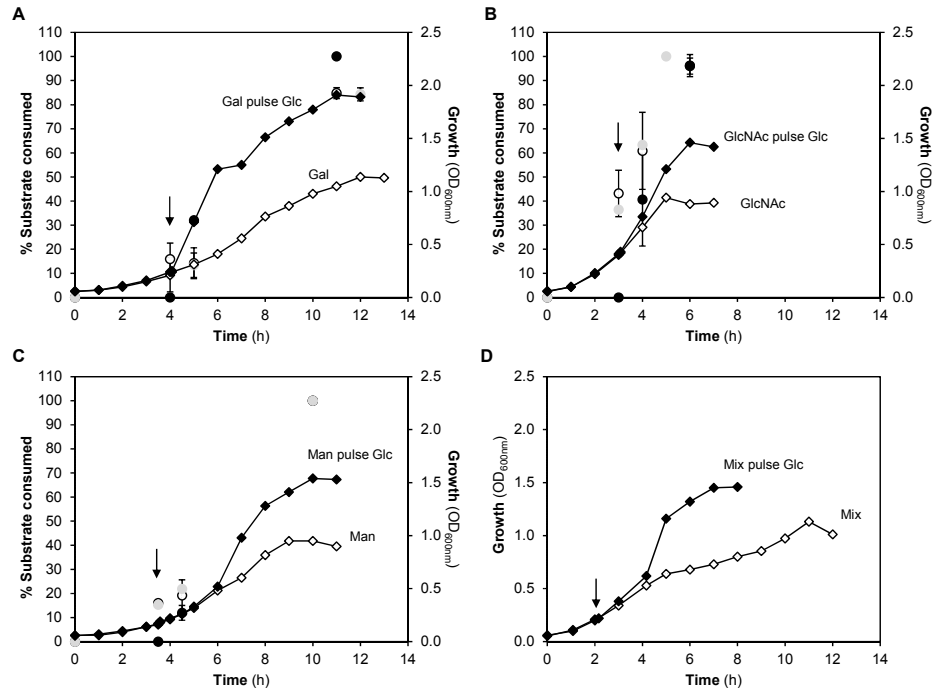 A
B
110
100
90
80
70
60
50
40
30
20
10
0
% Substrate consumed
2.5
2.0
1.5
1.0
0.5
0.0
Growth (OD600nm)
Gal pulse Glc
Gal
0 2 4 6 8 10 12 14
Time (h)
110
100
90
80
70
60
50
40
30
20
10
0
% Substrate consumed
2.5
2.0
1.5
1.0
0.5
0.0
Growth (OD600nm)
GlcNAc pulse Glc
GlcNAc
0 2 4 6 8 10 12 14
Time (h)
C
D
110
100
90
80
70
60
50
40
30
20
10
0
% Substrate consumed
2.5
2.0
1.5
1.0
0.5
0.0
Growth (OD600nm)
Man pulse Glc
Man
0 2 4 6 8 10 12 14
Time (h)
2.5
2.0
1.5
1.0
0.5
0.0
Growth (OD600nm)
Mix pulse Glc
Mix
0 2 4 6 8 10 12 14
Time (h)